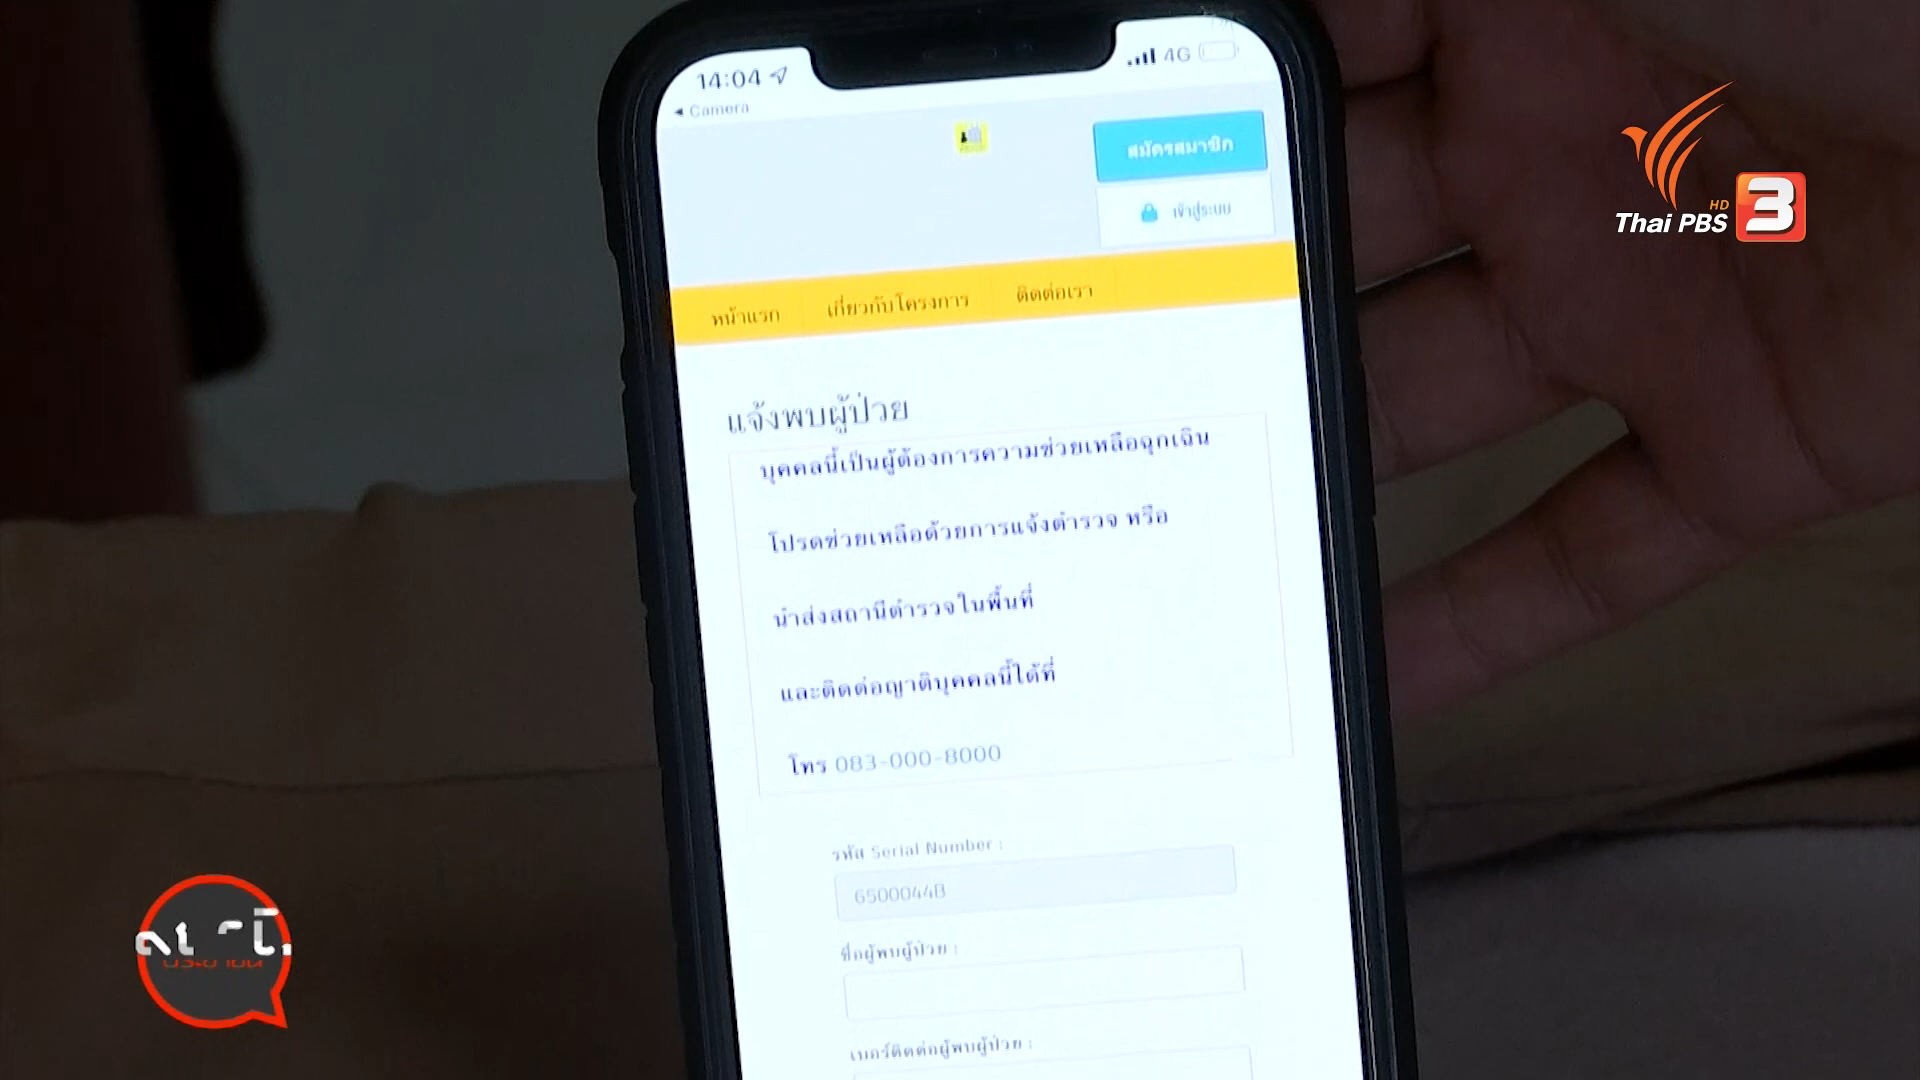 14:04
4G
◄ Camera
สมัครสมาชิก
เข้าสู่ระบบ
HD
Thai PBS 3
หน้าแรก เกี่ยวกับโครงการ ติดต่อเรา
แจ้งพบผู้ป่วย
บุคคลนี้เป็นผู้ต้องการความช่วยเหลือฉุกเฉิน
โปรดช่วยเหลือด้วยการแจ้งตำรวจ หรือ
นำส่งสถานีตำรวจในพื้นที่
และติดต่อญาติบุคคลนี้ได้ที่
โทร 083-000-8000
รหัส Serial Number :
6500044B
ชื่อผู้พบผู้ป่วย :
เบอร์ติดต่อผู้พบผู้ป่วย :